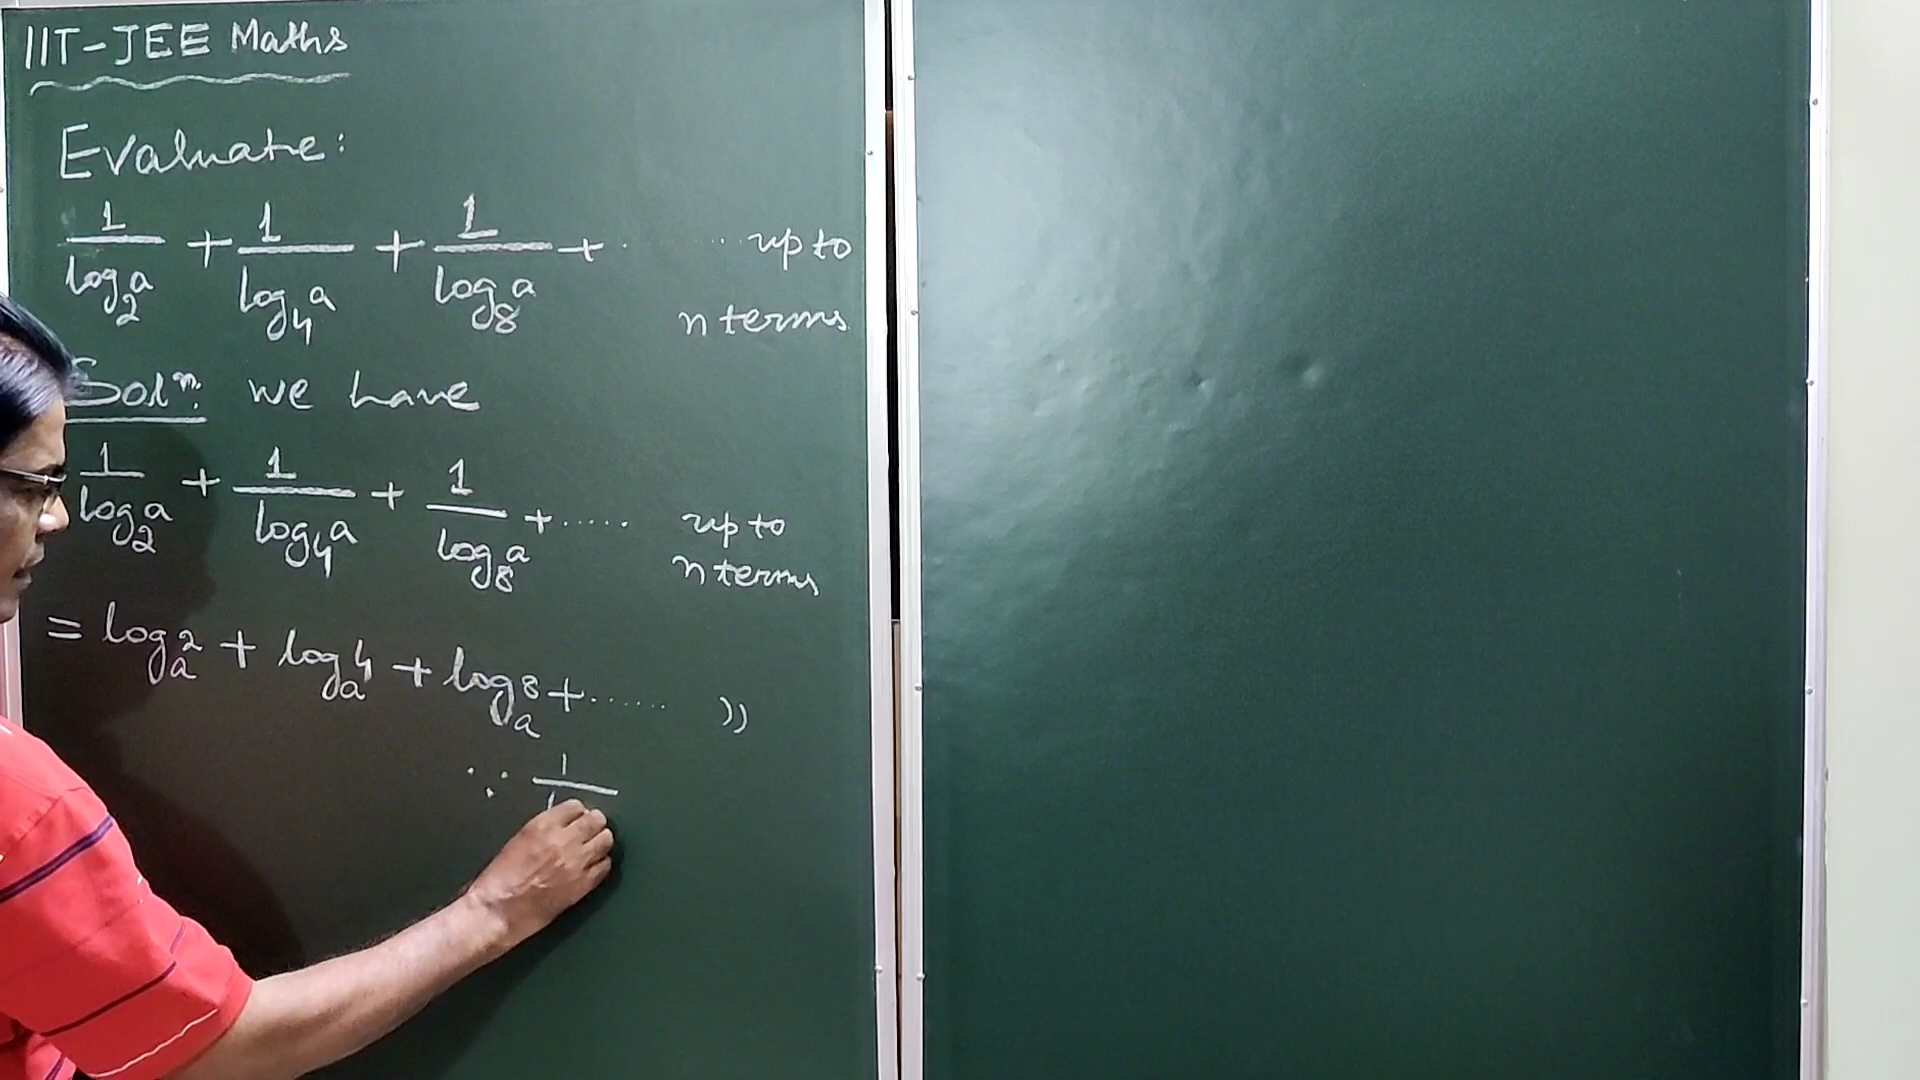 IIT-JEE Maths
Evaluate:
1/log₂a + 1/log₄a + 1/log₈a + · ··· up to
n terms
Solⁿ: we have
1/log₂a + 1/log₄a + 1/log₈a + ····· up to
n terms
= logₐ2 + logₐ4 + logₐ8 + ······ ))
∵ 1/